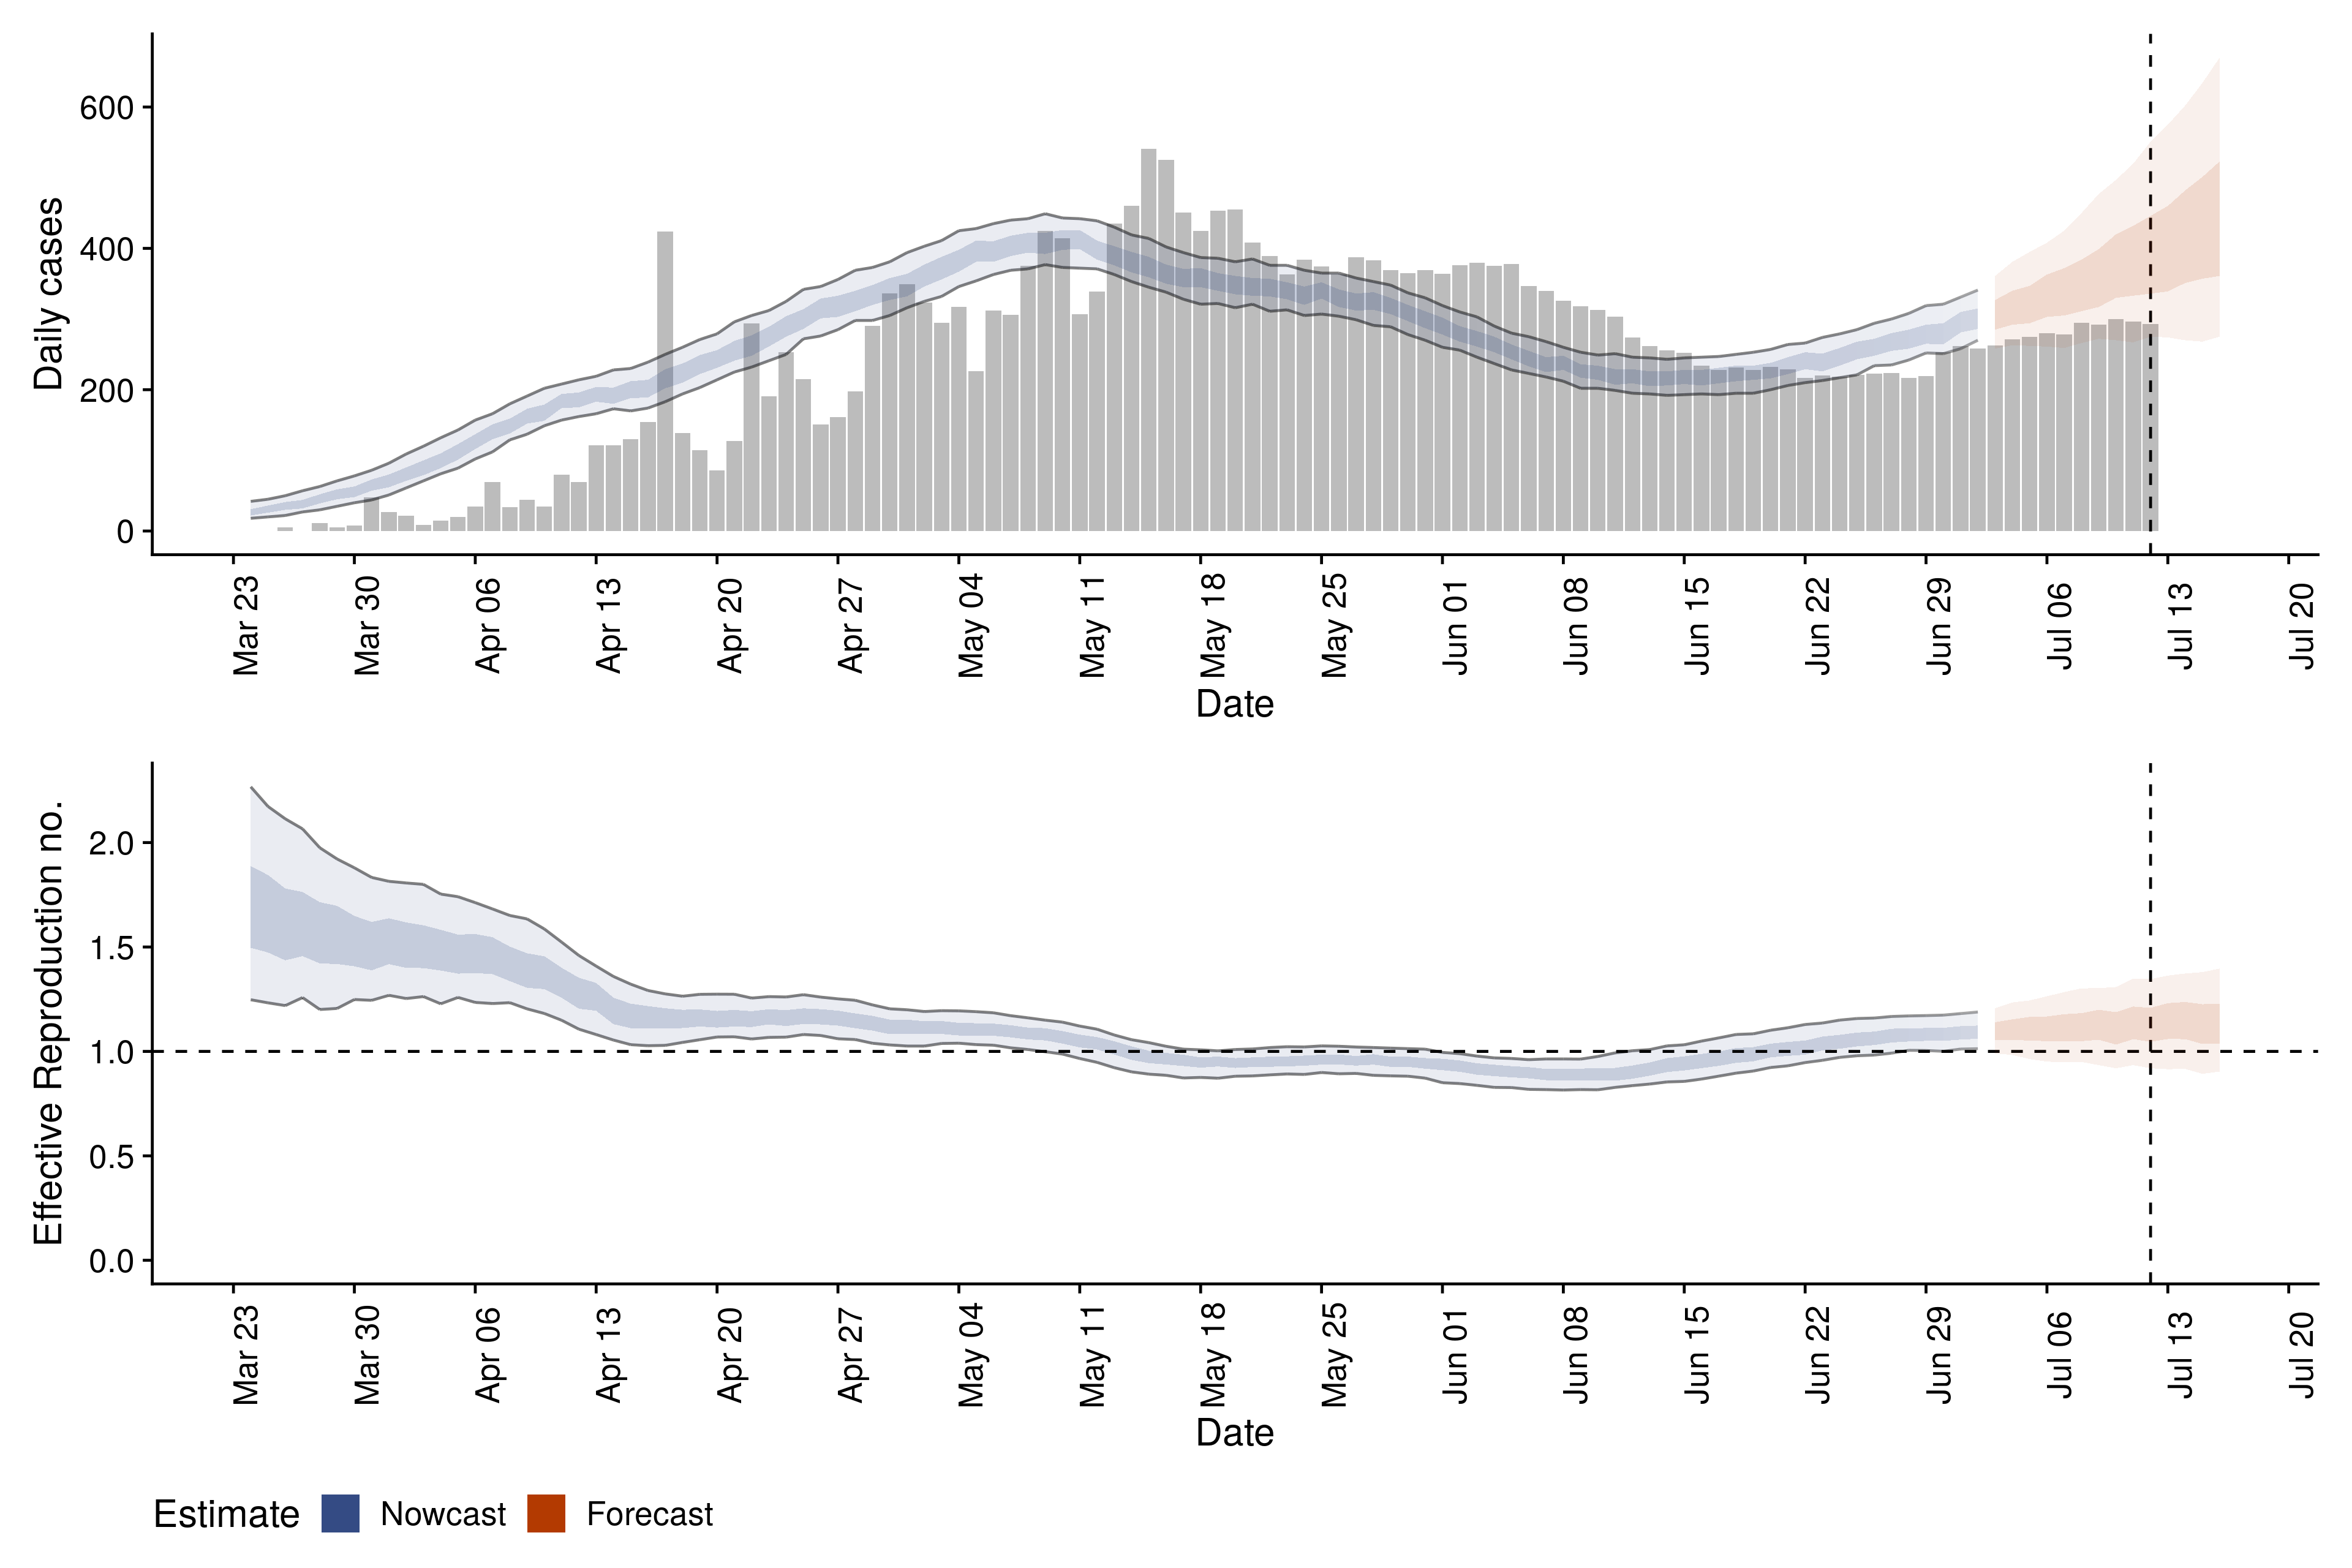 Daily cases
600
400
200
0
Mar 23
Mar 30
Apr 06
Apr 13
Apr 20
Apr 27
May 04
May 11
May 18
May 25
Jun 01
Jun 08
Jun 15
Jun 22
Jun 29
Jul 06
Jul 13
Jul 20
Date
Effective Reproduction no.
2.0
1.5
1.0
0.5
0.0
Mar 23
Mar 30
Apr 06
Apr 13
Apr 20
Apr 27
May 04
May 11
May 18
May 25
Jun 01
Jun 08
Jun 15
Jun 22
Jun 29
Jul 06
Jul 13
Jul 20
Date
Estimate Nowcast Forecast